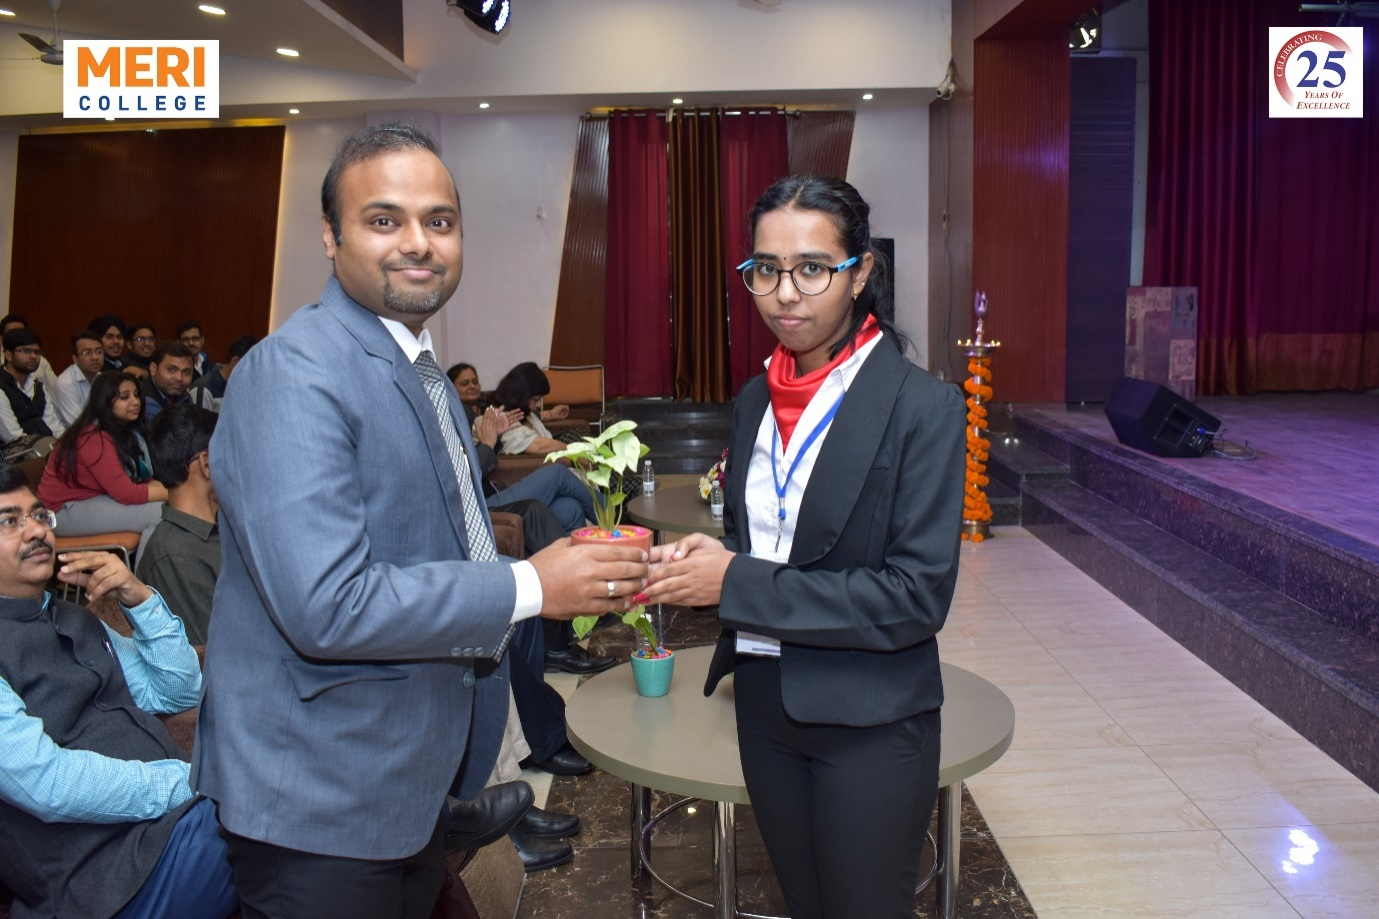 MERI
COLLEGE
CELEBRATING
25
YEARS OF
EXCELLENCE